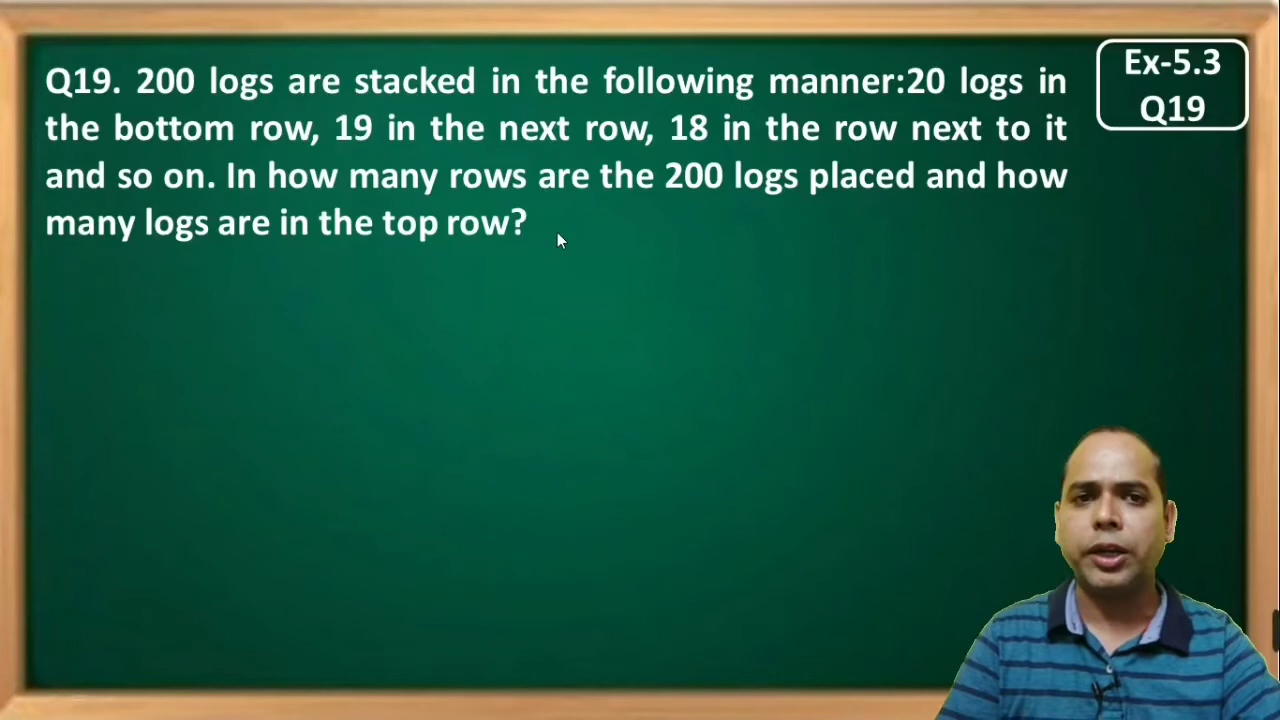 Q19. 200 logs are stacked in the following manner:20 logs in
the bottom row, 19 in the next row, 18 in the row next to it
and so on. In how many rows are the 200 logs placed and how
many logs are in the top row?
Ex-5.3
Q19